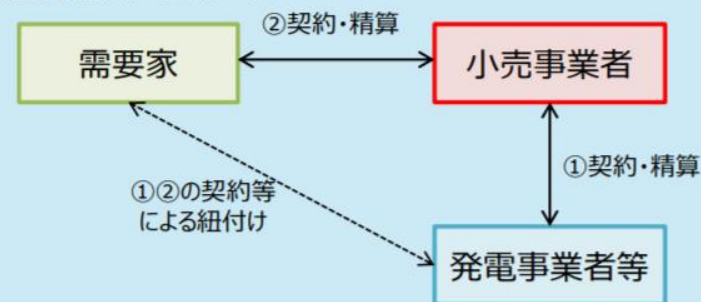 ②契約・精算
需要家
小売事業者
①契約・精算
①②の契約等
による紐付け
発電事業者等